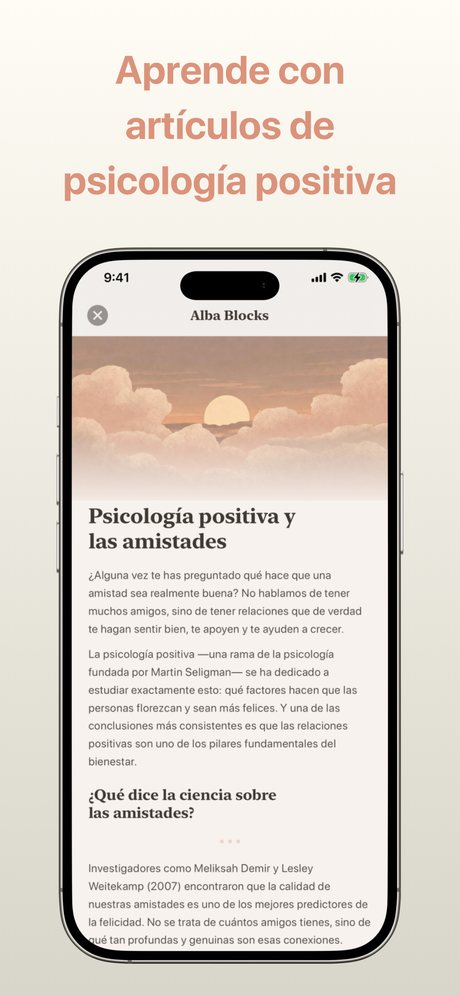 Aprende con
artículos de
psicología positiva
9:41
Alba Blocks
Psicología positiva y
las amistades
¿Alguna vez te has preguntado qué hace que una
amistad sea realmente buena? No hablamos de tener
muchos amigos, sino de tener relaciones que de verdad
te hagan sentir bien, te apoyen y te ayuden a crecer.
La psicología positiva —una rama de la psicología
fundada por Martin Seligman— se ha dedicado a
estudiar exactamente esto: qué factores hacen que las
personas florezcan y sean más felices. Y una de las
conclusiones más consistentes es que las relaciones
positivas son uno de los pilares fundamentales del
bienestar.
¿Qué dice la ciencia sobre
las amistades?
Investigadores como Meliksah Demir y Lesley
Weitekamp (2007) encontraron que la calidad de
nuestras amistades es uno de los mejores predictores de
la felicidad. No se trata de cuántos amigos tienes, sino de
qué tan profundas y genuinas son esas conexiones.